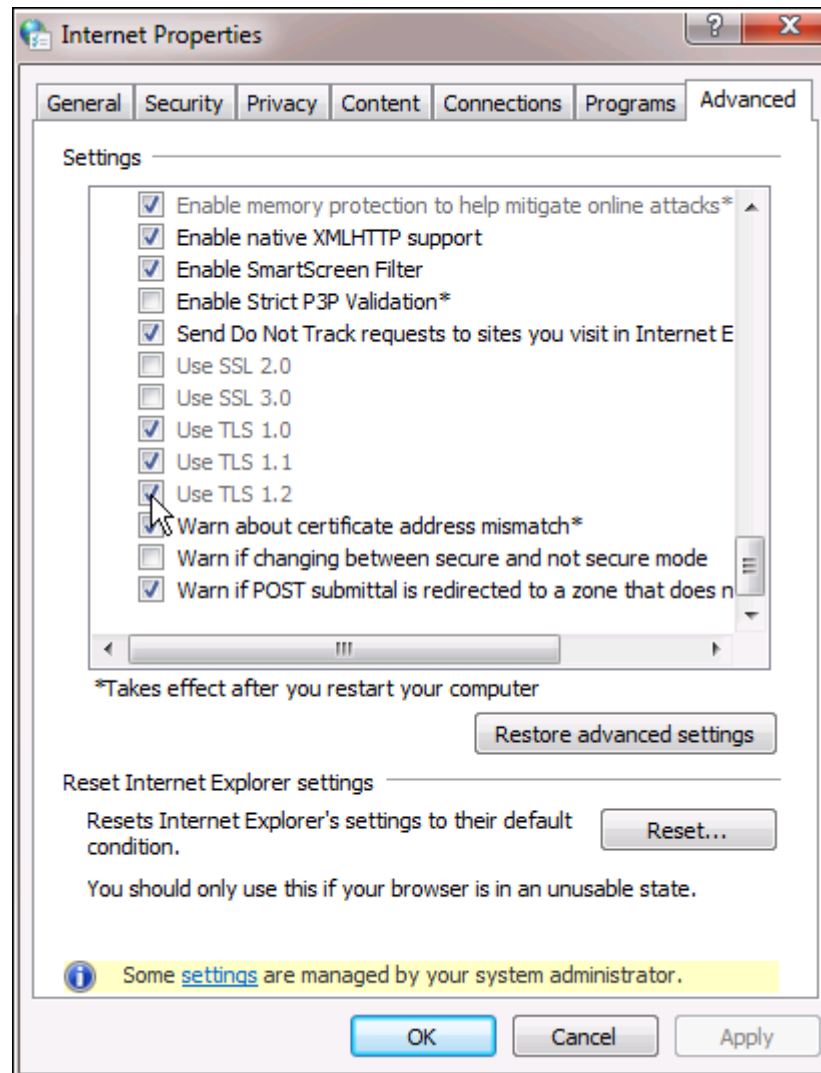 Internet Properties
General Security Privacy Content Connections Programs Advanced
Settings
Enable memory protection to help mitigate online attacks*
Enable native XMLHTTP support
Enable SmartScreen Filter
Enable Strict P3P Validation*
Send Do Not Track requests to sites you visit in Internet E
Use SSL 2.0
Use SSL 3.0
Use TLS 1.0
Use TLS 1.1
Use TLS 1.2
Warn about certificate address mismatch*
Warn if changing between secure and not secure mode
Warn if POST submittal is redirected to a zone that does n
*Takes effect after you restart your computer
Restore advanced settings
Reset Internet Explorer settings
Resets Internet Explorer's settings to their default
condition.
Reset...
You should only use this if your browser is in an unusable state.
Some settings are managed by your system administrator.
OK Cancel Apply